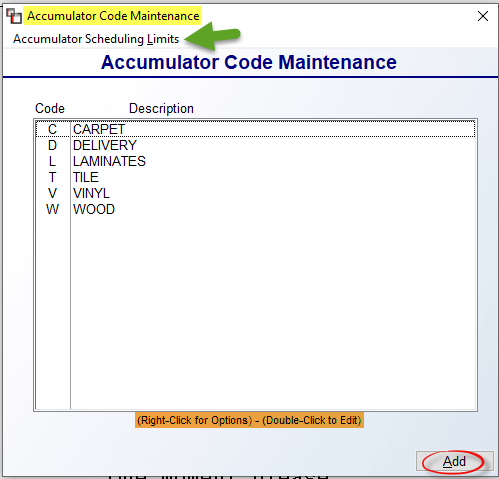 Accumulator Code Maintenance
Accumulator Scheduling Limits
Accumulator Code Maintenance
Code Description
C CARPET
D DELIVERY
L LAMINATES
T TILE
V VINYL
W WOOD
(Right-Click for Options) - (Double-Click to Edit)
Add